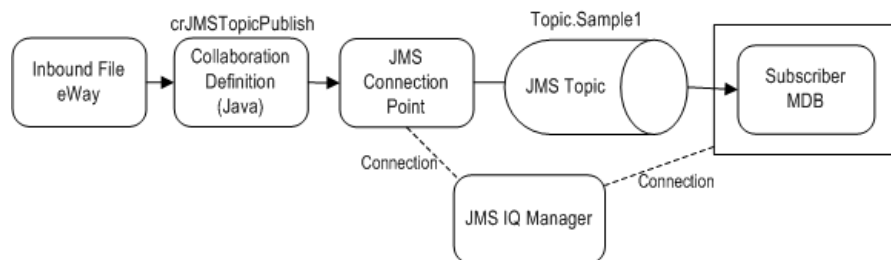 crJMSTopicPublish
Topic.Sample1
Inbound File
eWay
Collaboration
Definition
(Java)
JMS
Connection
Point
JMS Topic
Subscriber
MDB
Connection
Connection
JMS IQ Manager